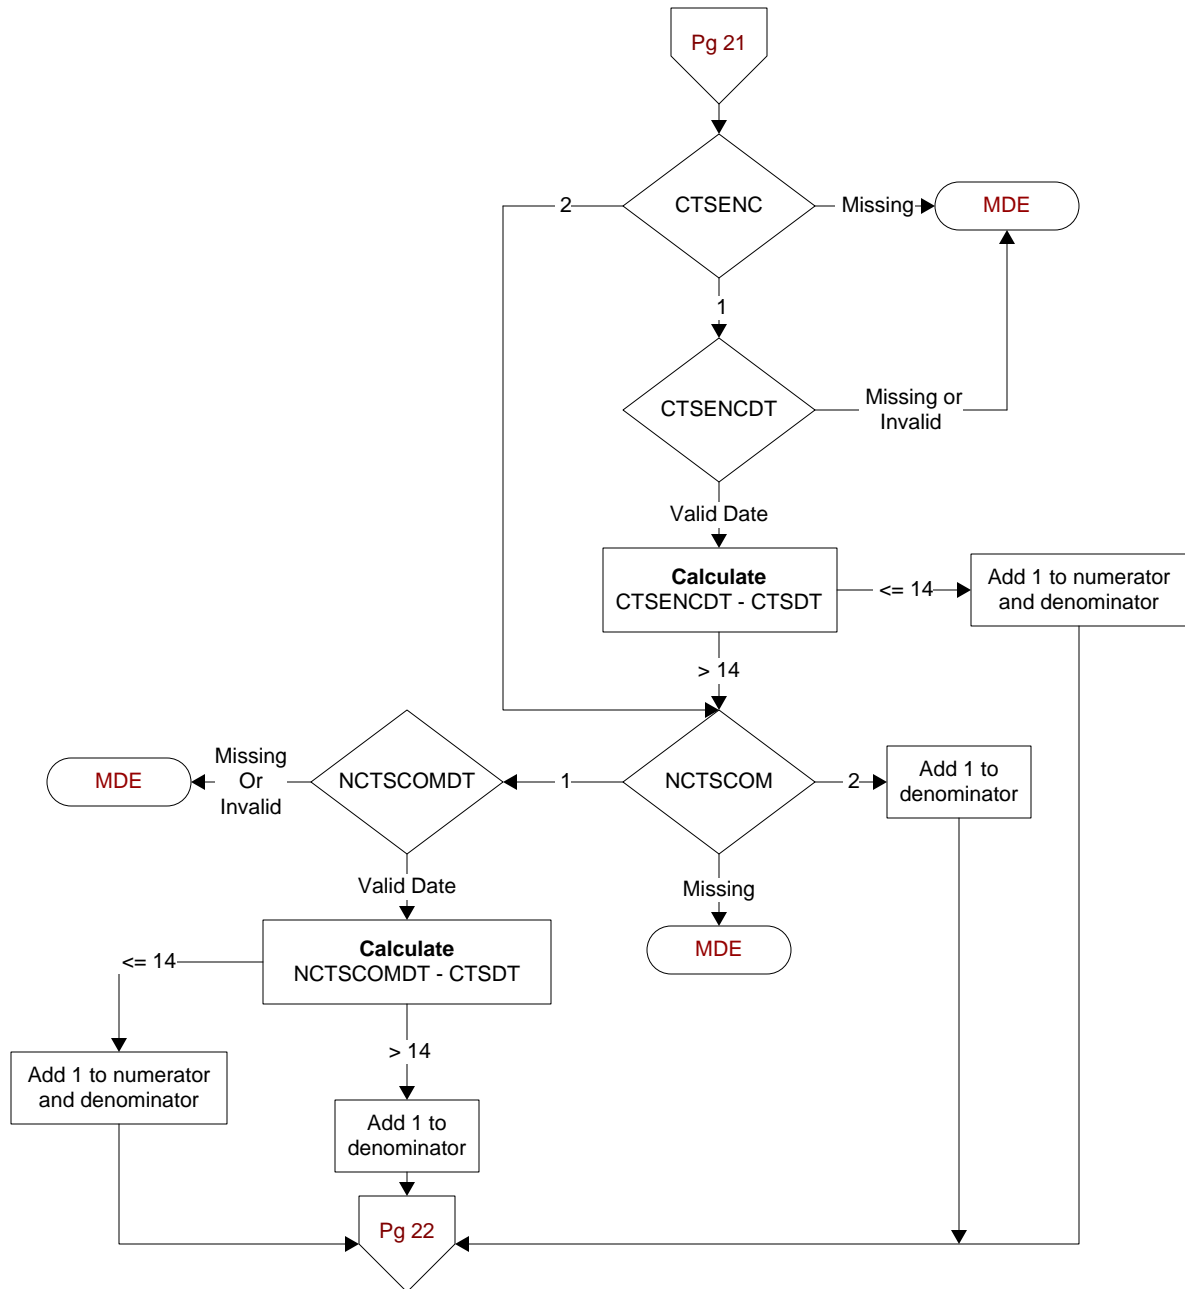 Pg 21
CTSENC
2
Missing
MDE
1
CTSENCDT
Missing or
Invalid
Valid Date
Calculate
CTSENCDT - CTSDT
<= 14
Add 1 to numerator
and denominator
> 14
NCTSCOM
1
2
Add 1 to
denominator
NCTSCOMDT
Missing
Or
Invalid
MDE
Missing
MDE
Valid Date
Calculate
NCTSCOMDT - CTSDT
<= 14
Add 1 to numerator
and denominator
> 14
Add 1 to
denominator
Pg 22